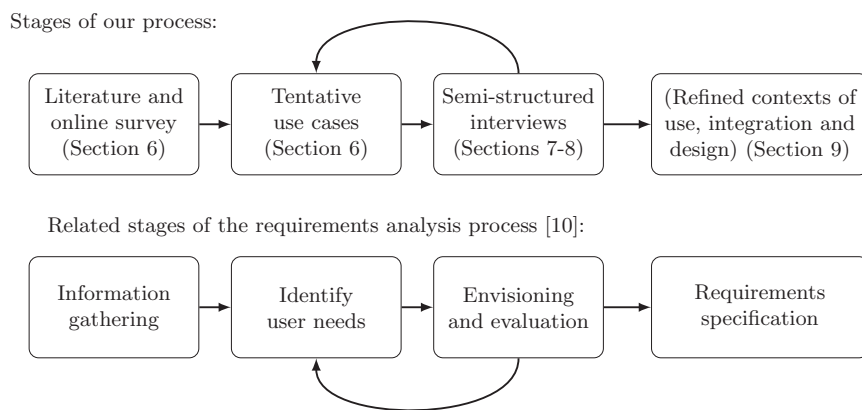 Stages of our process:
Literature and
online survey
(Section 6)
Tentative
use cases
(Section 6)
Semi-structured
interviews
(Sections 7-8)
(Refined contexts of
use, integration and
design) (Section 9)
Related stages of the requirements analysis process [10]:
Information
gathering
Identify
user needs
Envisioning
and evaluation
Requirements
specification